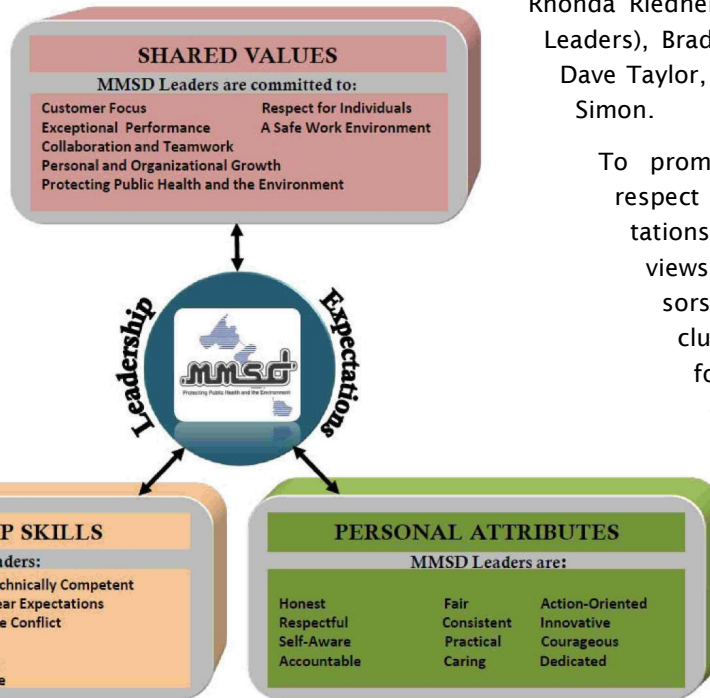 SHARED VALUES
MMSD Leaders are committed to:
Customer Focus Respect for Individuals
Exceptional Performance A Safe Work Environment
Collaboration and Teamwork
Personal and Organizational Growth
Protecting Public Health and the Environment
Leaders), Brad
Dave Taylor,
Simon.
To prom
respect
tations
views
sors
clu
fo
Leadership Expectations
mmsd
Protecting Public Health and the Environment
P SKILLS
aders:
chnically Competent
ear Expectations
e Conflict
e
PERSONAL ATTRIBUTES
MMSD Leaders are:
Honest Fair Action-Oriented
Respectful Consistent Innovative
Self-Aware Practical Courageous
Accountable Caring Dedicated